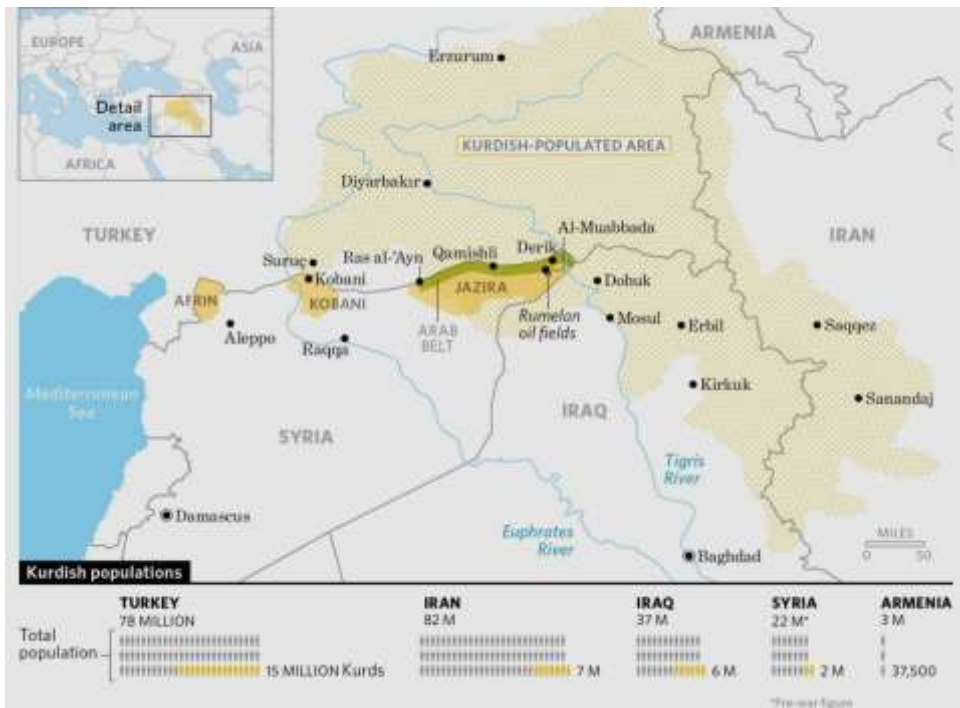 EUROPE
ASIA
Detail
area
AFRICA
ARMENIA
Erzurum
KURDISH-POPULATED AREA
Diyarbakır
Al-Muabbada
TURKEY
IRAN
Suruç
Ras al-'Ayn
Qamishli
Derik
Kobani
AFRIN
KOBANI
JAZIRA
Dohuk
Aleppo
Raqqa
ARAB
BELT
Rumelan
oil fields
Mosul
Erbil
Saqqez
Mediterranean
Sea
Kirkuk
Sanandaj
SYRIA
IRAQ
Tigris
River
Damascus
Euphrates
River
Baghdad
MILES
0 50
Kurdish populations
TURKEY
78 MILLION
IRAN
82 M
IRAQ
37 M
SYRIA
22 M*
ARMENIA
3 M
Total
population
15 MILLION Kurds
7 M
6 M
2 M
37,500
*Pre-war figure